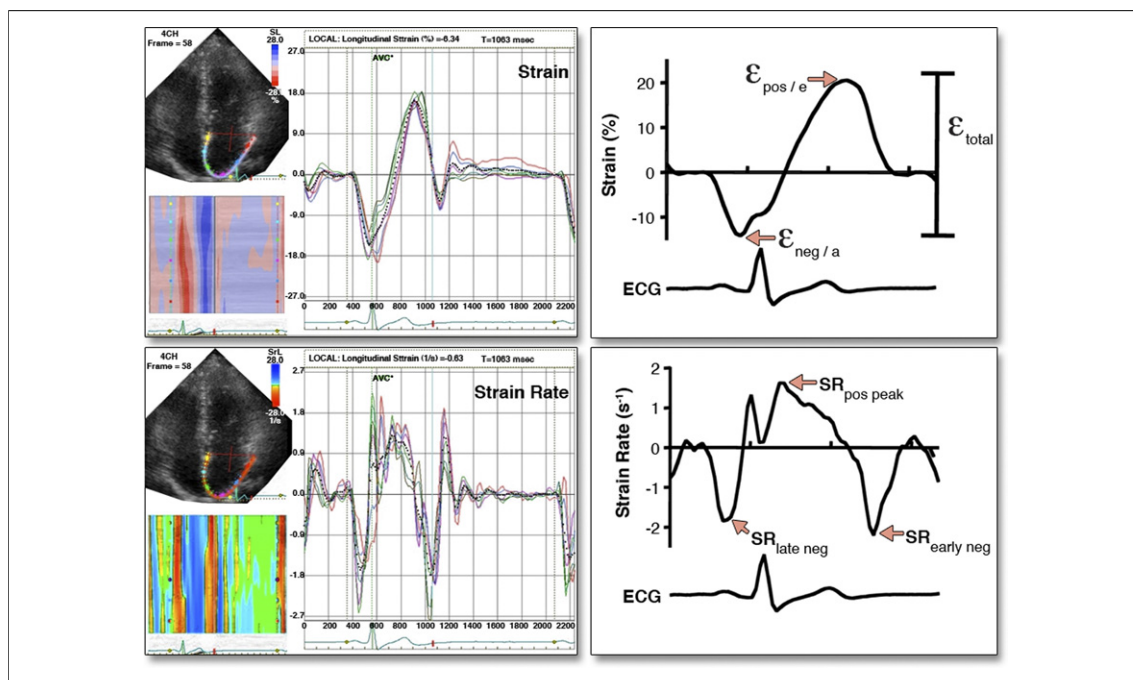 4CH
Frame = 58
SL
28.0
-28.0
%
LOCAL: Longitudinal Sttrain (%) =-6.34 T=1063 msec
AVC*
Strain
27.0
18.0
9.0
0.0
-9.0
-18.0
-27.0
0 200 400 600 800 1000 1200 1400 1600 1800 2000 2200
Strain (%)
20
10
0
-10
ε pos / e
ε total
ε neg / a
ECG
4CH
Frame = 58
SrL
28.0
-28.0
1/s
LOCAL: Longitudinal Sttrain (1/s) =-0.63 T=1063 msec
AVC*
Strain Rate
2.7
1.8
0.9
0.0
-0.9
-1.8
-2.7
0 200 400 600 800 1000 1200 1400 1600 1800 2000 2200
Strain Rate (s-1)
2
1
0
-1
-2
SR pos peak
SR late neg
SR early neg
ECG